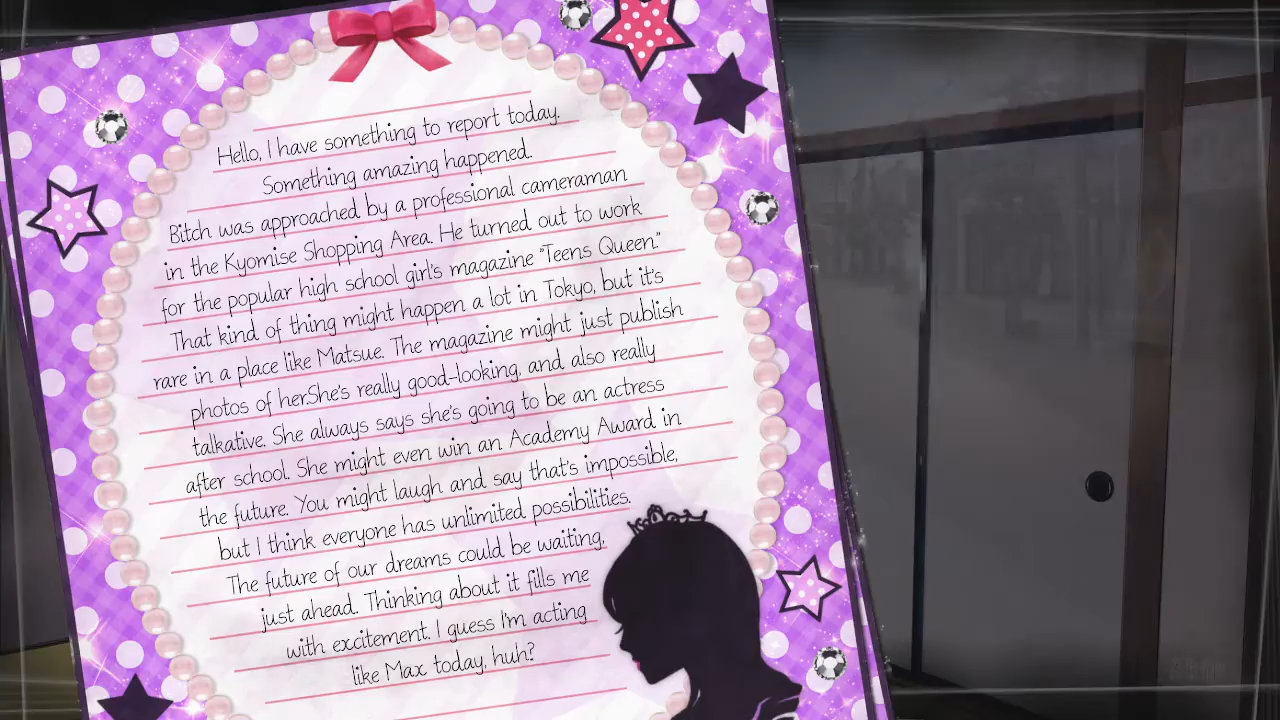 Hello, I have something to report today.
Something amazing happened.
Bitch was approached by a professional cameraman
in the Kyomise Shopping Area. He turned out to work
for the popular high school girl's magazine "Teens Queen."
That kind of thing might happen a lot in Tokyo, but it's
rare in a place like Matsue. The magazine might just publish
photos of her.She's really good-looking, and also really
talkative. She always says she's going to be an actress
after school. She might even win an Academy Award in
the future. You might laugh and say that's impossible,
but I think everyone has unlimited possibilities.
The future of our dreams could be waiting,
just ahead. Thinking about it fills me
with excitement. I guess I'm acting
like Max today, huh?